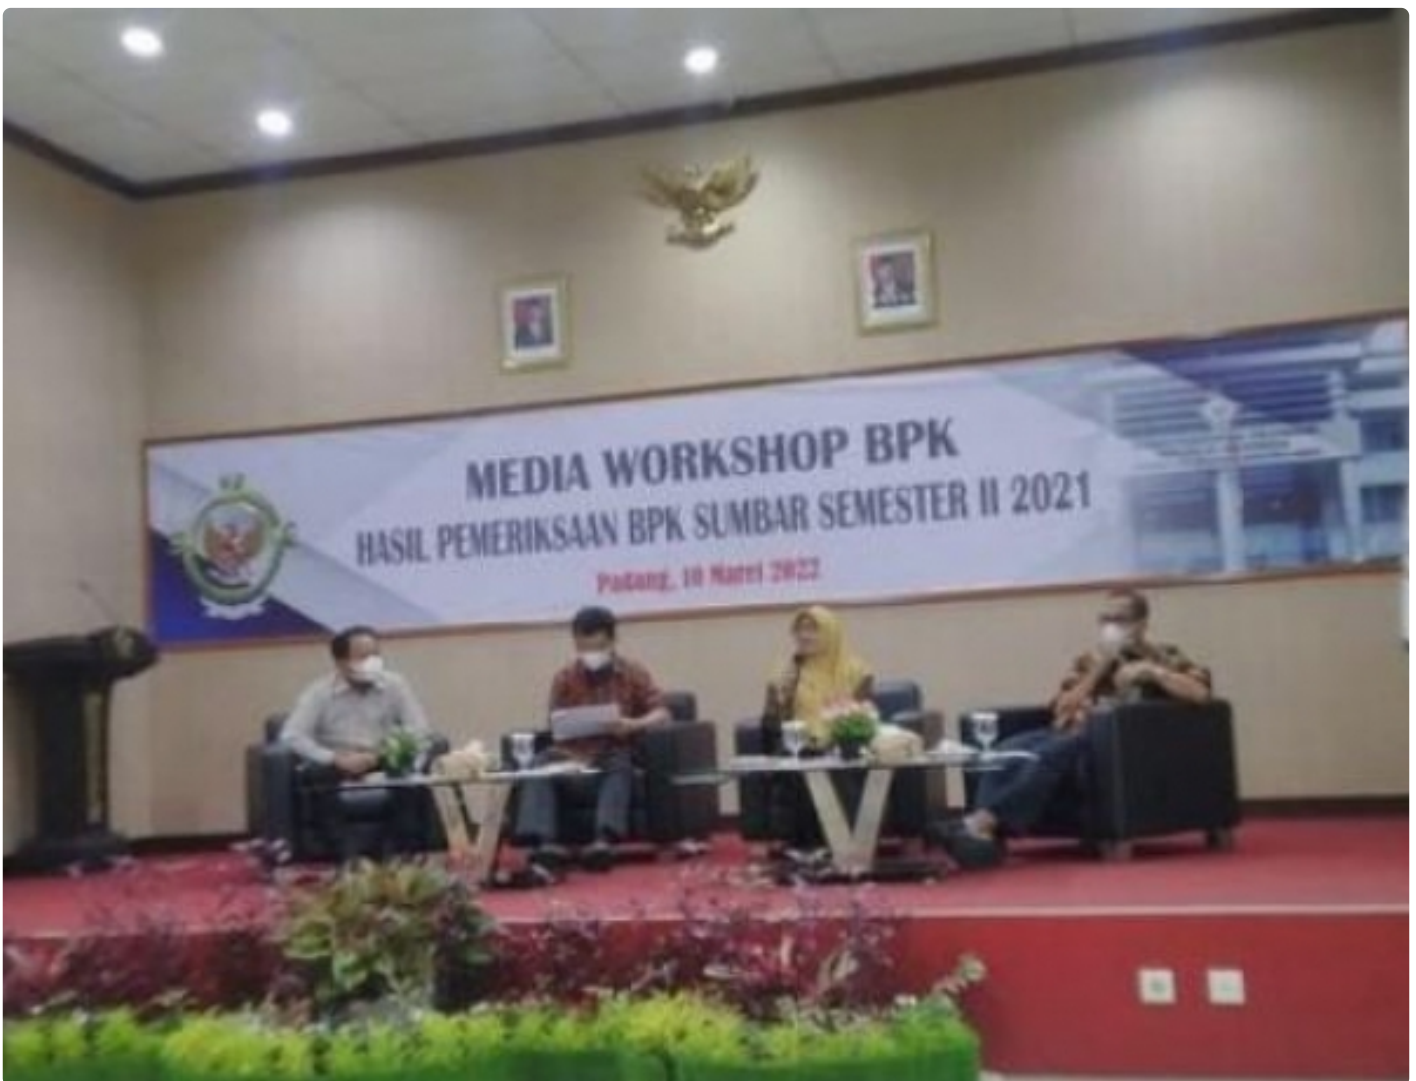 MEDIA WORKSHOP BPK
HASIL PEMERIKSAAN BPK SUMBAR SEMESTER II 2021
Padang, 10 Maret 2022